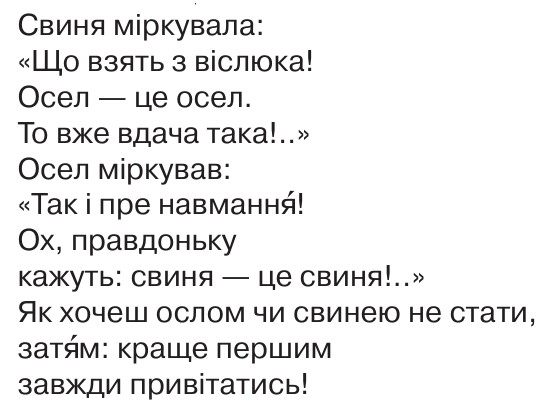 Свиня міркувала:
«Що взять з віслюка!
Осел — це осел.
То вже вдача така!..»
Осел міркував:
«Так і пре навмання́!
Ох, правдоньку
кажуть: свиня — це свиня!..»
Як хочеш ослом чи свинею не стати,
затя́м: краще першим
завжди привітатись!